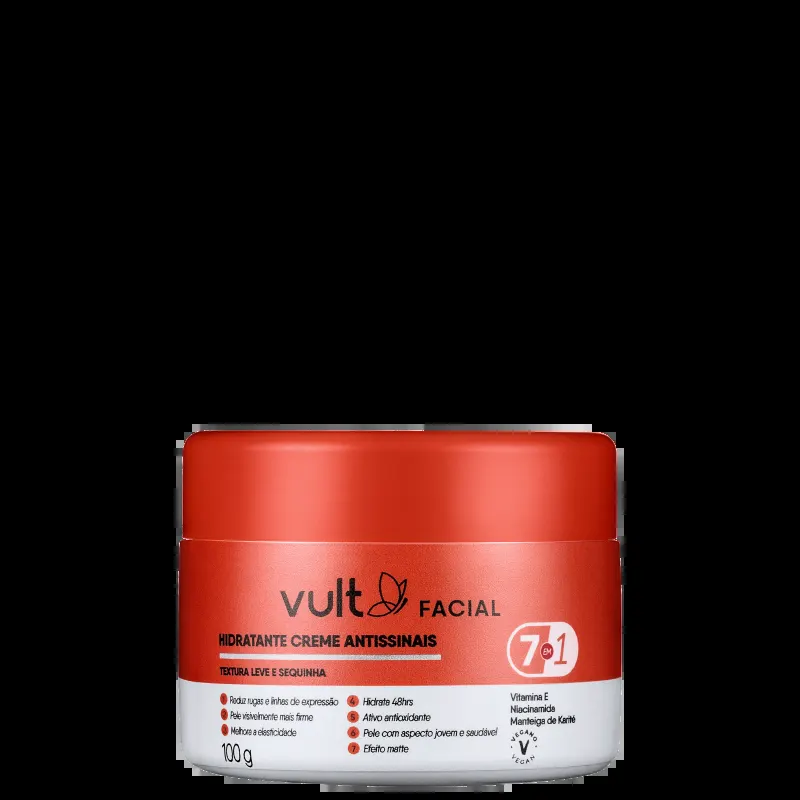 vult FACIAL
HIDRATANTE CREME ANTISSINAIS
7 EM 1
TEXTURA LEVE E SEQUINHA
1 Reduz rugas e linhas de expressão
2 Pele visivelmente mais firme
3 Melhora a elasticidade
4 Hidrata 48hrs
5 Ativo antioxidante
6 Pele com aspecto jovem e saudável
7 Efeito matte
Vitamina E
Niacinamida
Manteiga de Karité
VEGANO
V
VEGAN
100 g